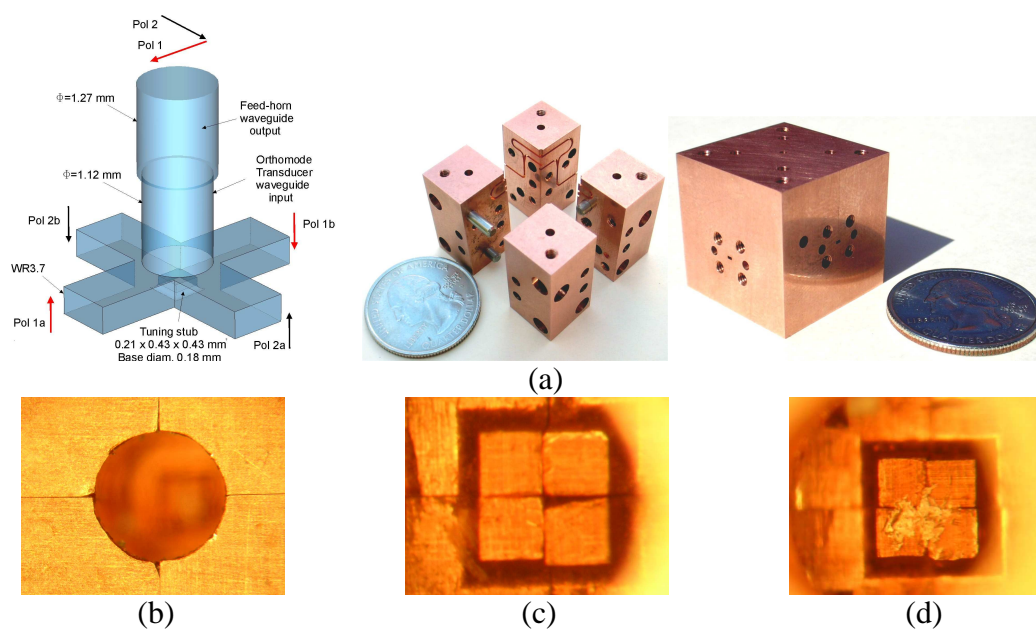 Pol 2
Pol 1
Φ=1.27 mm
Feed-horn
waveguide
output
Φ=1.12 mm
Orthomode
Transducer
waveguide
input
Pol 2b
Pol 1b
WR3.7
Pol 1a
Tuning stub
0.21 x 0.43 x 0.43 mm
Base diam. 0.18 mm
Pol 2a
(a)
(b)
(c)
(d)